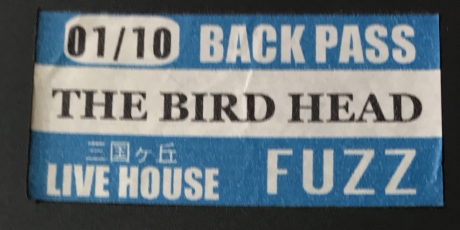 01/10 BACK PASS
THE BIRD HEAD
三国ヶ丘
LIVE HOUSE FUZZ